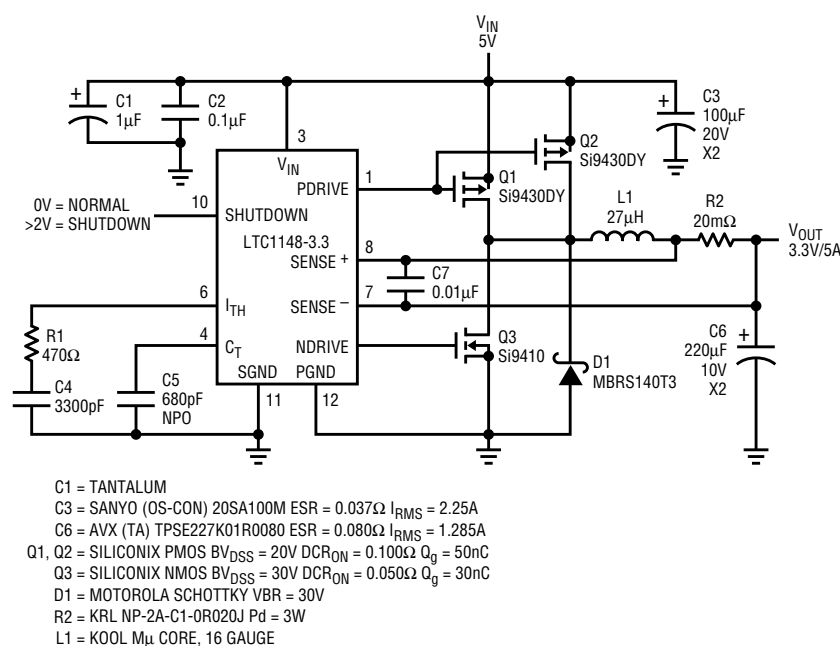 VIN
5V
+
C1
1µF
C2
0.1µF
+
C3
100µF
20V
X2
3
VIN
1
PDRIVE
Q1
Si9430DY
Q2
Si9430DY
0V = NORMAL
>2V = SHUTDOWN
10
SHUTDOWN
LTC1148-3.3
L1
27µH
R2
20mΩ
VOUT
3.3V/5A
8
SENSE +
C7
0.01µF
7
SENSE –
6
ITH
R1
470Ω
4
CT
NDRIVE
Q3
Si9410
D1
MBRS140T3
C6
220µF
10V
X2
+
C4
3300pF
C5
680pF
NPO
SGND
PGND
11
12
C1 = TANTALUM
C3 = SANYO (OS-CON) 20SA100M ESR = 0.037Ω IRMS = 2.25A
C6 = AVX (TA) TPSE227K01R0080 ESR = 0.080Ω IRMS = 1.285A
Q1, Q2 = SILICONIX PMOS BVDSS = 20V DCRON = 0.100Ω Qg = 50nC
Q3 = SILICONIX NMOS BVDSS = 30V DCRON = 0.050Ω Qg = 30nC
D1 = MOTOROLA SCHOTTKY VBR = 30V
R2 = KRL NP-2A-C1-0R020J Pd = 3W
L1 = KOOL Mµ CORE, 16 GAUGE